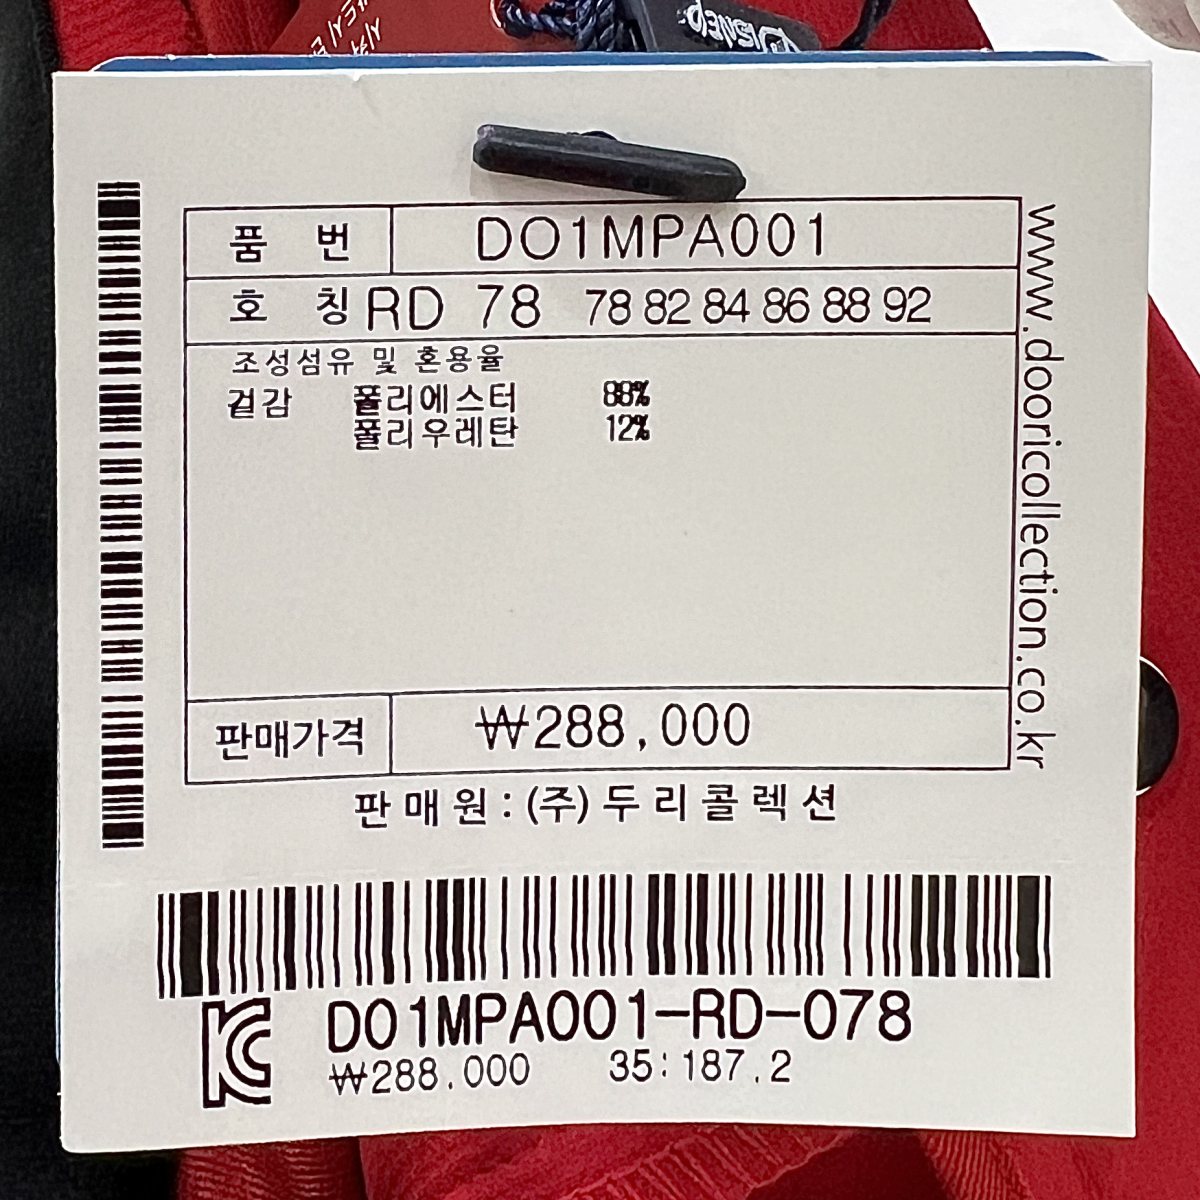 DISNEP
품 번 DO1MPA001
호 칭 RD 78 78 82 84 86 88 92
조성섬유 및 혼용율
겉감 폴리에스터 88%
폴리우레탄 12%
판매가격 ₩288,000
판매원:(주)두리콜렉션
www.dooricollection.co.kr
KC DO1MPA001-RD-078
₩288.000 35:187.2